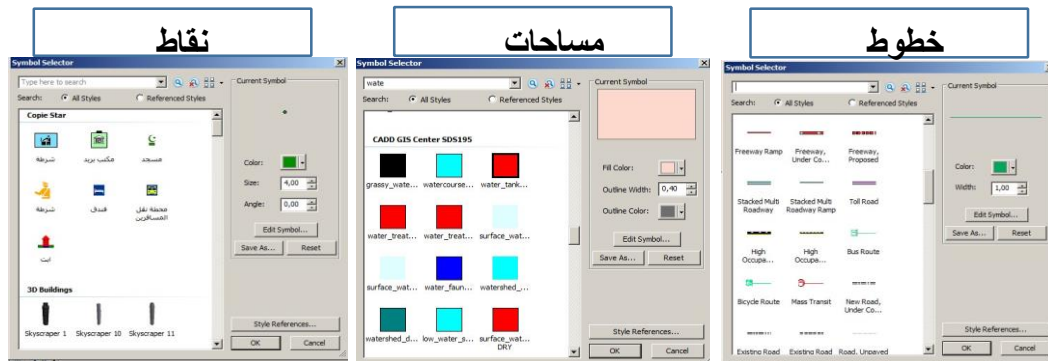 نقاط
مساحات
خطوط
Symbol Selector
Type here to search
Search:
All Styles
Referenced Styles
Copie Star
شرطة
مكتب بريد
مسجد
شرطة
فندق
محطة نقل
المسافرين
ايت
3D Buildings
Skyscraper 1
Skyscraper 10
Skyscraper 11
Current Symbol
Color:
Size:
4,00
Angle:
0,00
Edit Symbol...
Save As...
Reset
Style References...
OK
Cancel
Symbol Selector
wate
Search:
All Styles
Referenced Styles
CADD GIS Center SDS195
grassy_wate...
watercourse...
water_tank...
water_treat...
water_treat...
surface_wat...
surface_wat...
water_faun...
watershed_...
watershed_d...
low_water_s...
surface_wat...
DRY
Current Symbol
Fill Color:
Outline Width:
0,40
Outline Color:
Edit Symbol...
Save As...
Reset
Style References...
OK
Cancel
Symbol Selector
Search:
All Styles
Referenced Styles
Freeway Ramp
Freeway,
Under Co...
Freeway,
Proposed
Stacked Multi
Roadway
Stacked Multi
Roadway Ramp
Toll Road
High
Occupa...
High
Occupa...
Bus Route
Bicycle Route
Mass Transit
New Road,
Under Co...
Existing Road
Existing Road
Road, Unpaved
Current Symbol
Color:
Width:
1,00
Edit Symbol...
Save As...
Reset
Style References...
OK
Cancel